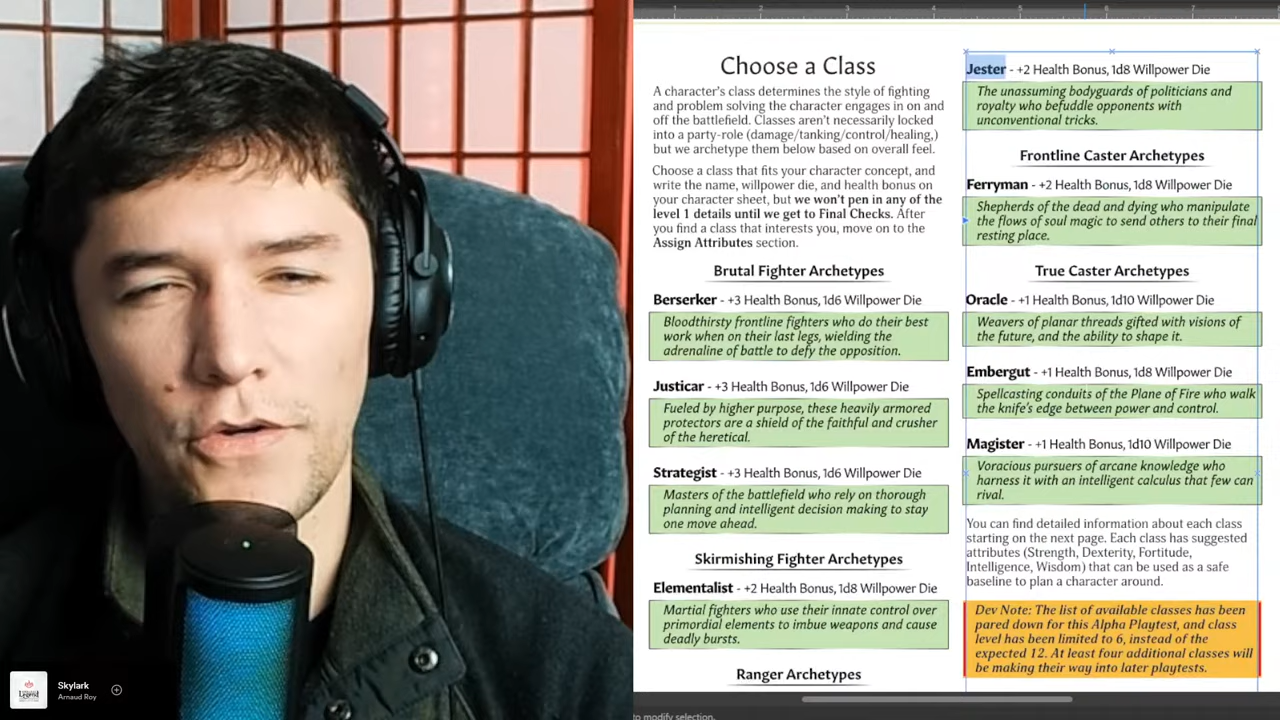 1 2 3 4 5 6 7
Choose a Class
A character's class determines the style of fighting
and problem solving the character engages in on and
off the battlefield. Classes aren't necessarily locked
into a party-role (damage/tanking/control/healing,)
but we archetype them below based on overall feel.
Choose a class that fits your character concept, and
write the name, willpower die, and health bonus on
your character sheet, but we won't pen in any of the
level 1 details until we get to Final Checks. After
you find a class that interests you, move on to the
Assign Attributes section.
Brutal Fighter Archetypes
Berserker - +3 Health Bonus, 1d6 Willpower Die
Bloodthirsty frontline fighters who do their best
work when on their last legs, wielding the
adrenaline of battle to defy the opposition.
Justicar - +3 Health Bonus, 1d6 Willpower Die
Fueled by higher purpose, these heavily armored
protectors are a shield of the faithful and crusher
of the heretical.
Strategist - +3 Health Bonus, 1d6 Willpower Die
Masters of the battlefield who rely on thorough
planning and intelligent decision making to stay
one move ahead.
Skirmishing Fighter Archetypes
Elementalist - +2 Health Bonus, 1d8 Willpower Die
Martial fighters who use their innate control over
primordial elements to imbue weapons and cause
deadly bursts.
Ranger Archetypes
Jester - +2 Health Bonus, 1d8 Willpower Die
The unassuming bodyguards of politicians and
royalty who befuddle opponents with
unconventional tricks.
Frontline Caster Archetypes
Ferryman - +2 Health Bonus, 1d8 Willpower Die
Shepherds of the dead and dying who manipulate
the flows of soul magic to send others to their final
resting place.
True Caster Archetypes
Oracle - +1 Health Bonus, 1d10 Willpower Die
Weavers of planar threads gifted with visions of
the future, and the ability to shape it.
Embergut - +1 Health Bonus, 1d8 Willpower Die
Spellcasting conduits of the Plane of Fire who walk
the knife's edge between power and control.
Magister - +1 Health Bonus, 1d10 Willpower Die
Voracious pursuers of arcane knowledge who
harness it with an intelligent calculus that few can
rival.
You can find detailed information about each class
starting on the next page. Each class has suggested
attributes (Strength, Dexterity, Fortitude,
Intelligence, Wisdom) that can be used as a safe
baseline to plan a character around.
Dev Note: The list of available classes has been
pared down for this Alpha Playtest, and class
level has been limited to 6, instead of the
expected 12. At least four additional classes will
be making their way into later playtests.
to modify selection.
Legend
Skylark
Arnaud Roy